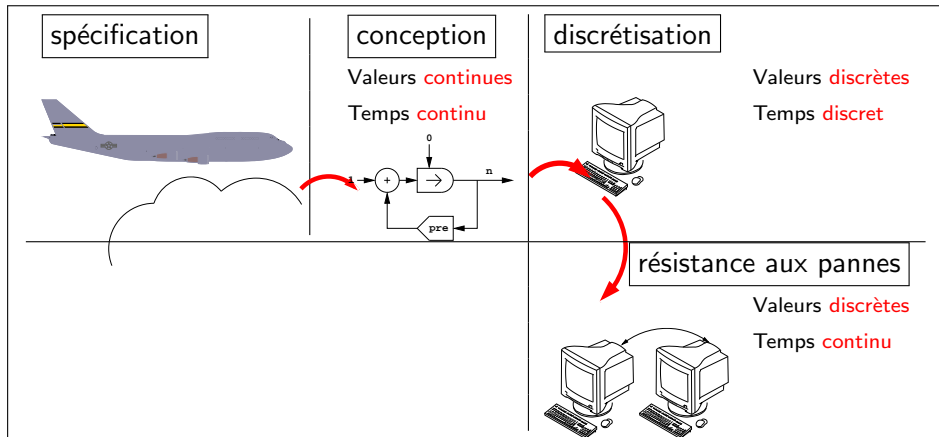 spécification
conception
Valeurs continues
Temps continu
0
1
+
n
pre
discrétisation
Valeurs discrètes
Temps discret
résistance aux pannes
Valeurs discrètes
Temps continu